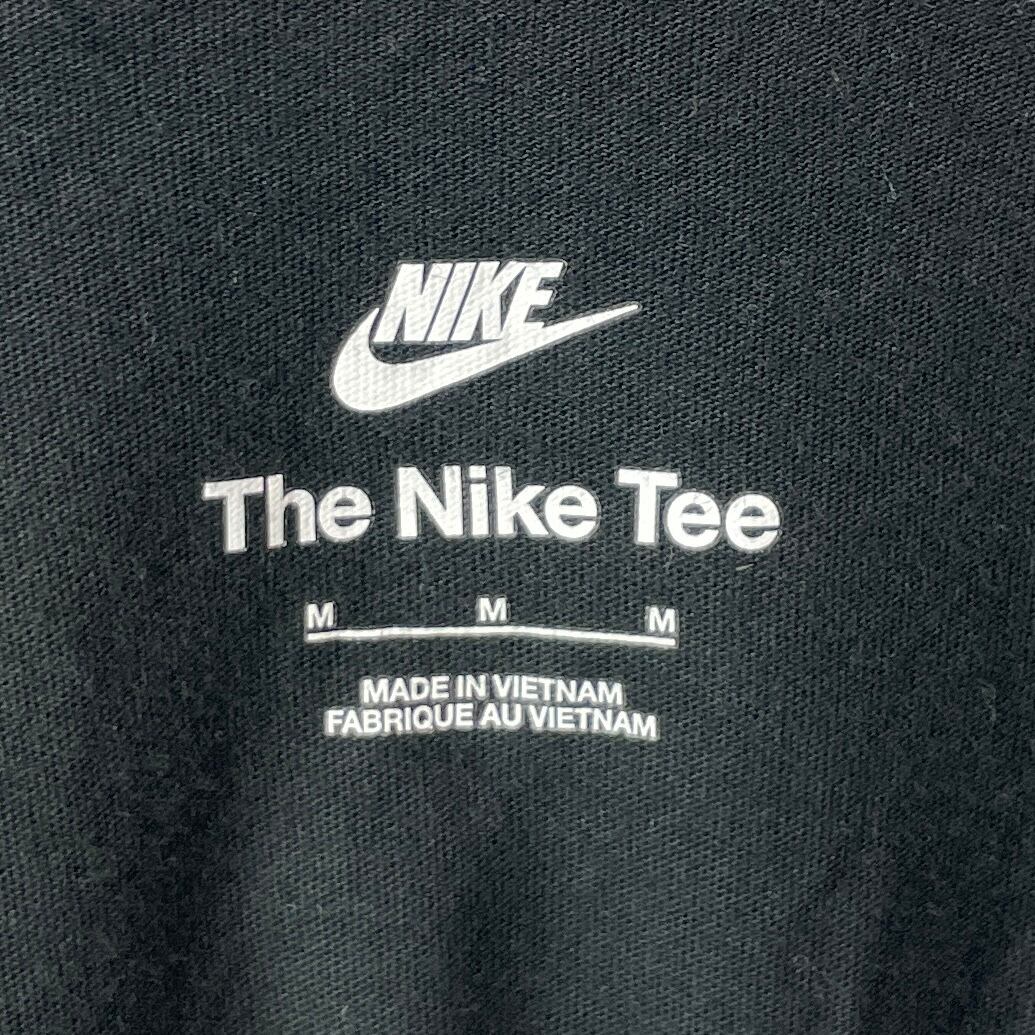 NIKE
The Nike Tee
M M M
MADE IN VIETNAM
FABRIQUE AU VIETNAM